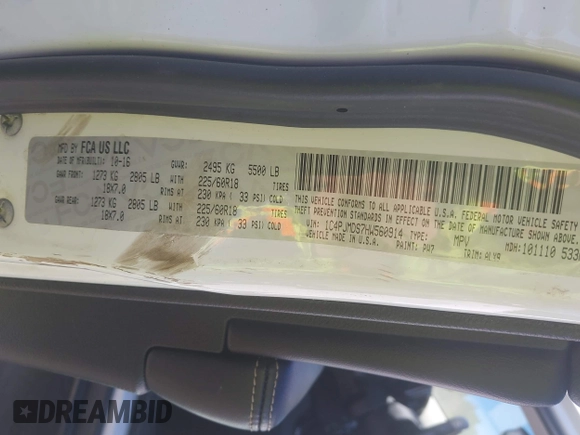 MFD BY FCA US LLC
DATE OF MFR/BUILT: 10-16 GVWR: 2495 KG 5500 LB
GAWR FRONT: 1273 KG 2805 LB WITH 225/60R18 TIRES
18X7.0 RIMS AT 230 KPA ( 33 PSI) COLD
GAWR REAR: 1273 KG 2805 LB WITH 225/60R18 TIRES
18X7.0 RIMS AT 230 KPA ( 33 PSI) COLD
THIS VEHICLE CONFORMS TO ALL APPLICABLE U.S.A. FEDERAL MOTOR VEHICLE SAFETY
PREVENTION STANDARDS IN EFFECT ON THE DATE OF MANUFACTURE SHOWN ABOVE.
VIN: 1C4PJMDS7HW560914 TYPE: MPV MDH: 101110
VEHICLE MADE IN U.S.A. PAINT: PW7 TRIM: ALX9
DREAMBID